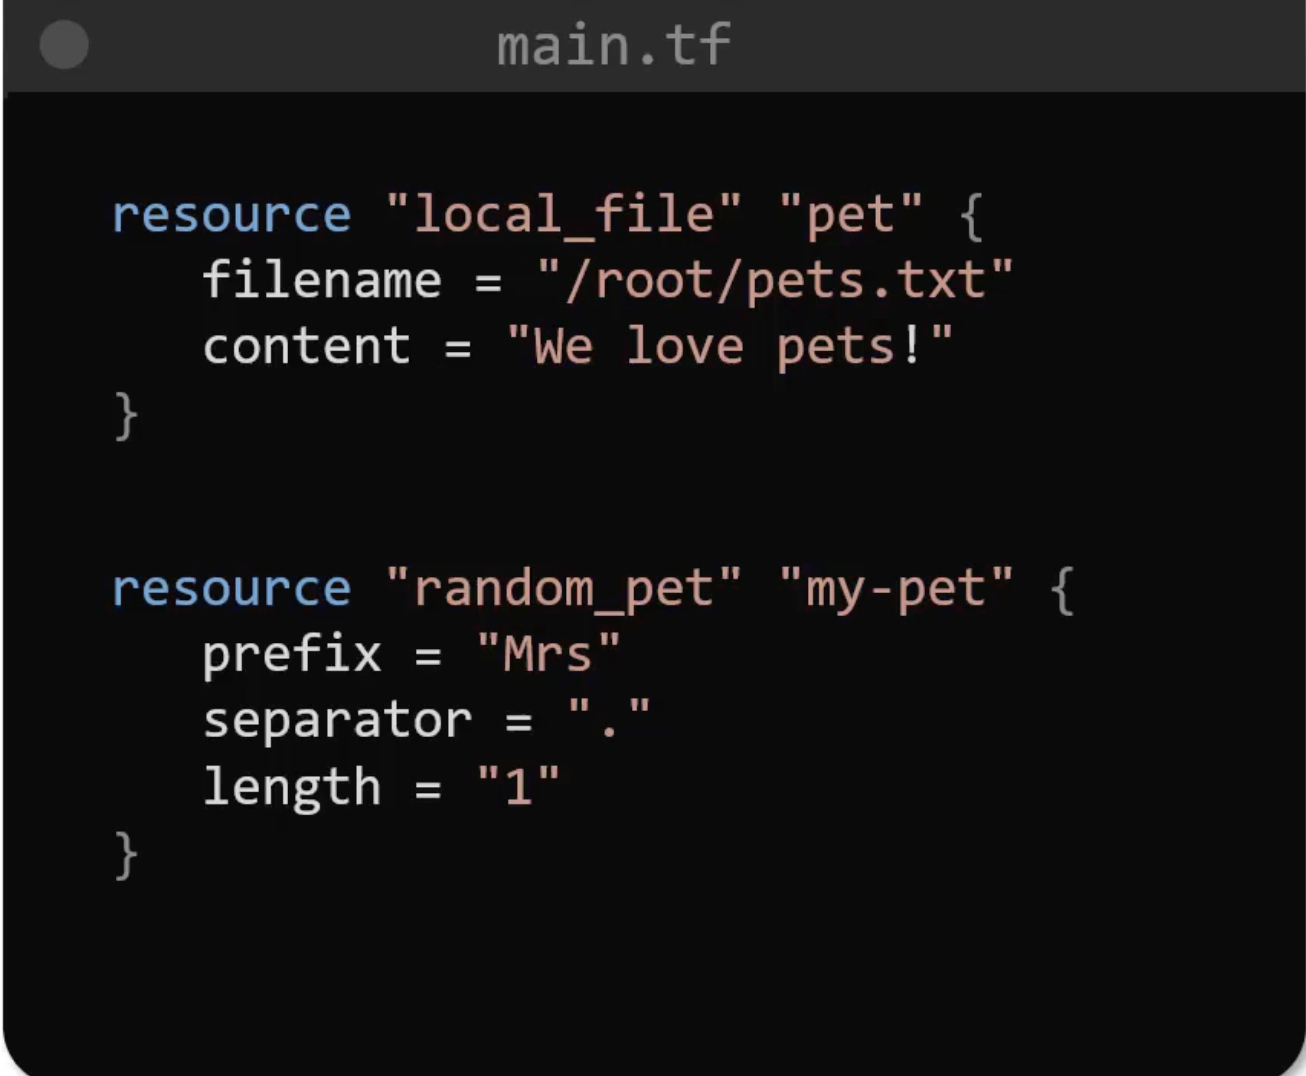 main.tf
resource "local_file" "pet" {
filename = "/root/pets.txt"
content = "We love pets!"
}
resource "random_pet" "my-pet" {
prefix = "Mrs"
separator = "."
length = "1"
}